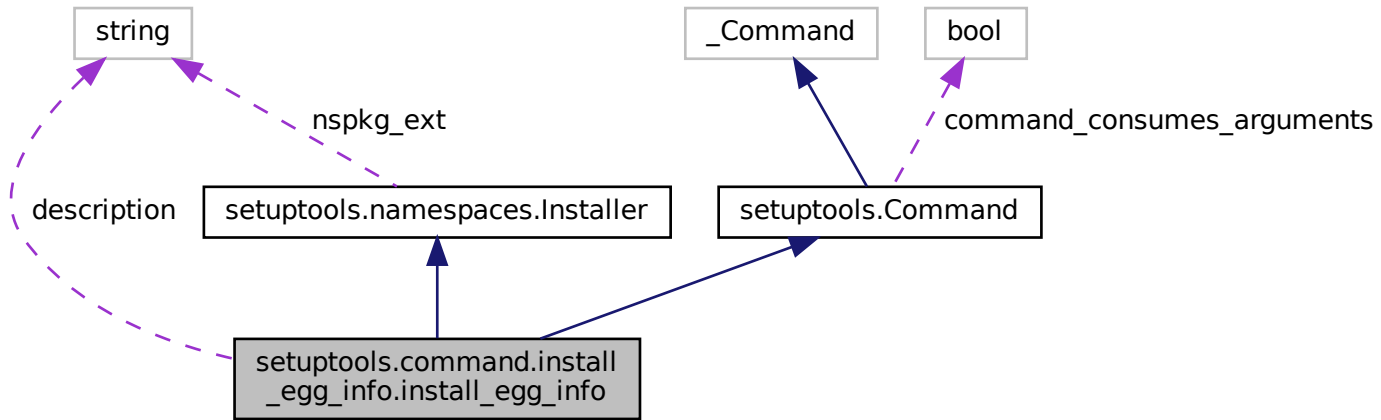 string
_Command
bool
nspkg_ext
command_consumes_arguments
description
setuptools.namespaces.Installer
setuptools.Command
setuptools.command.install
_egg_info.install_egg_info